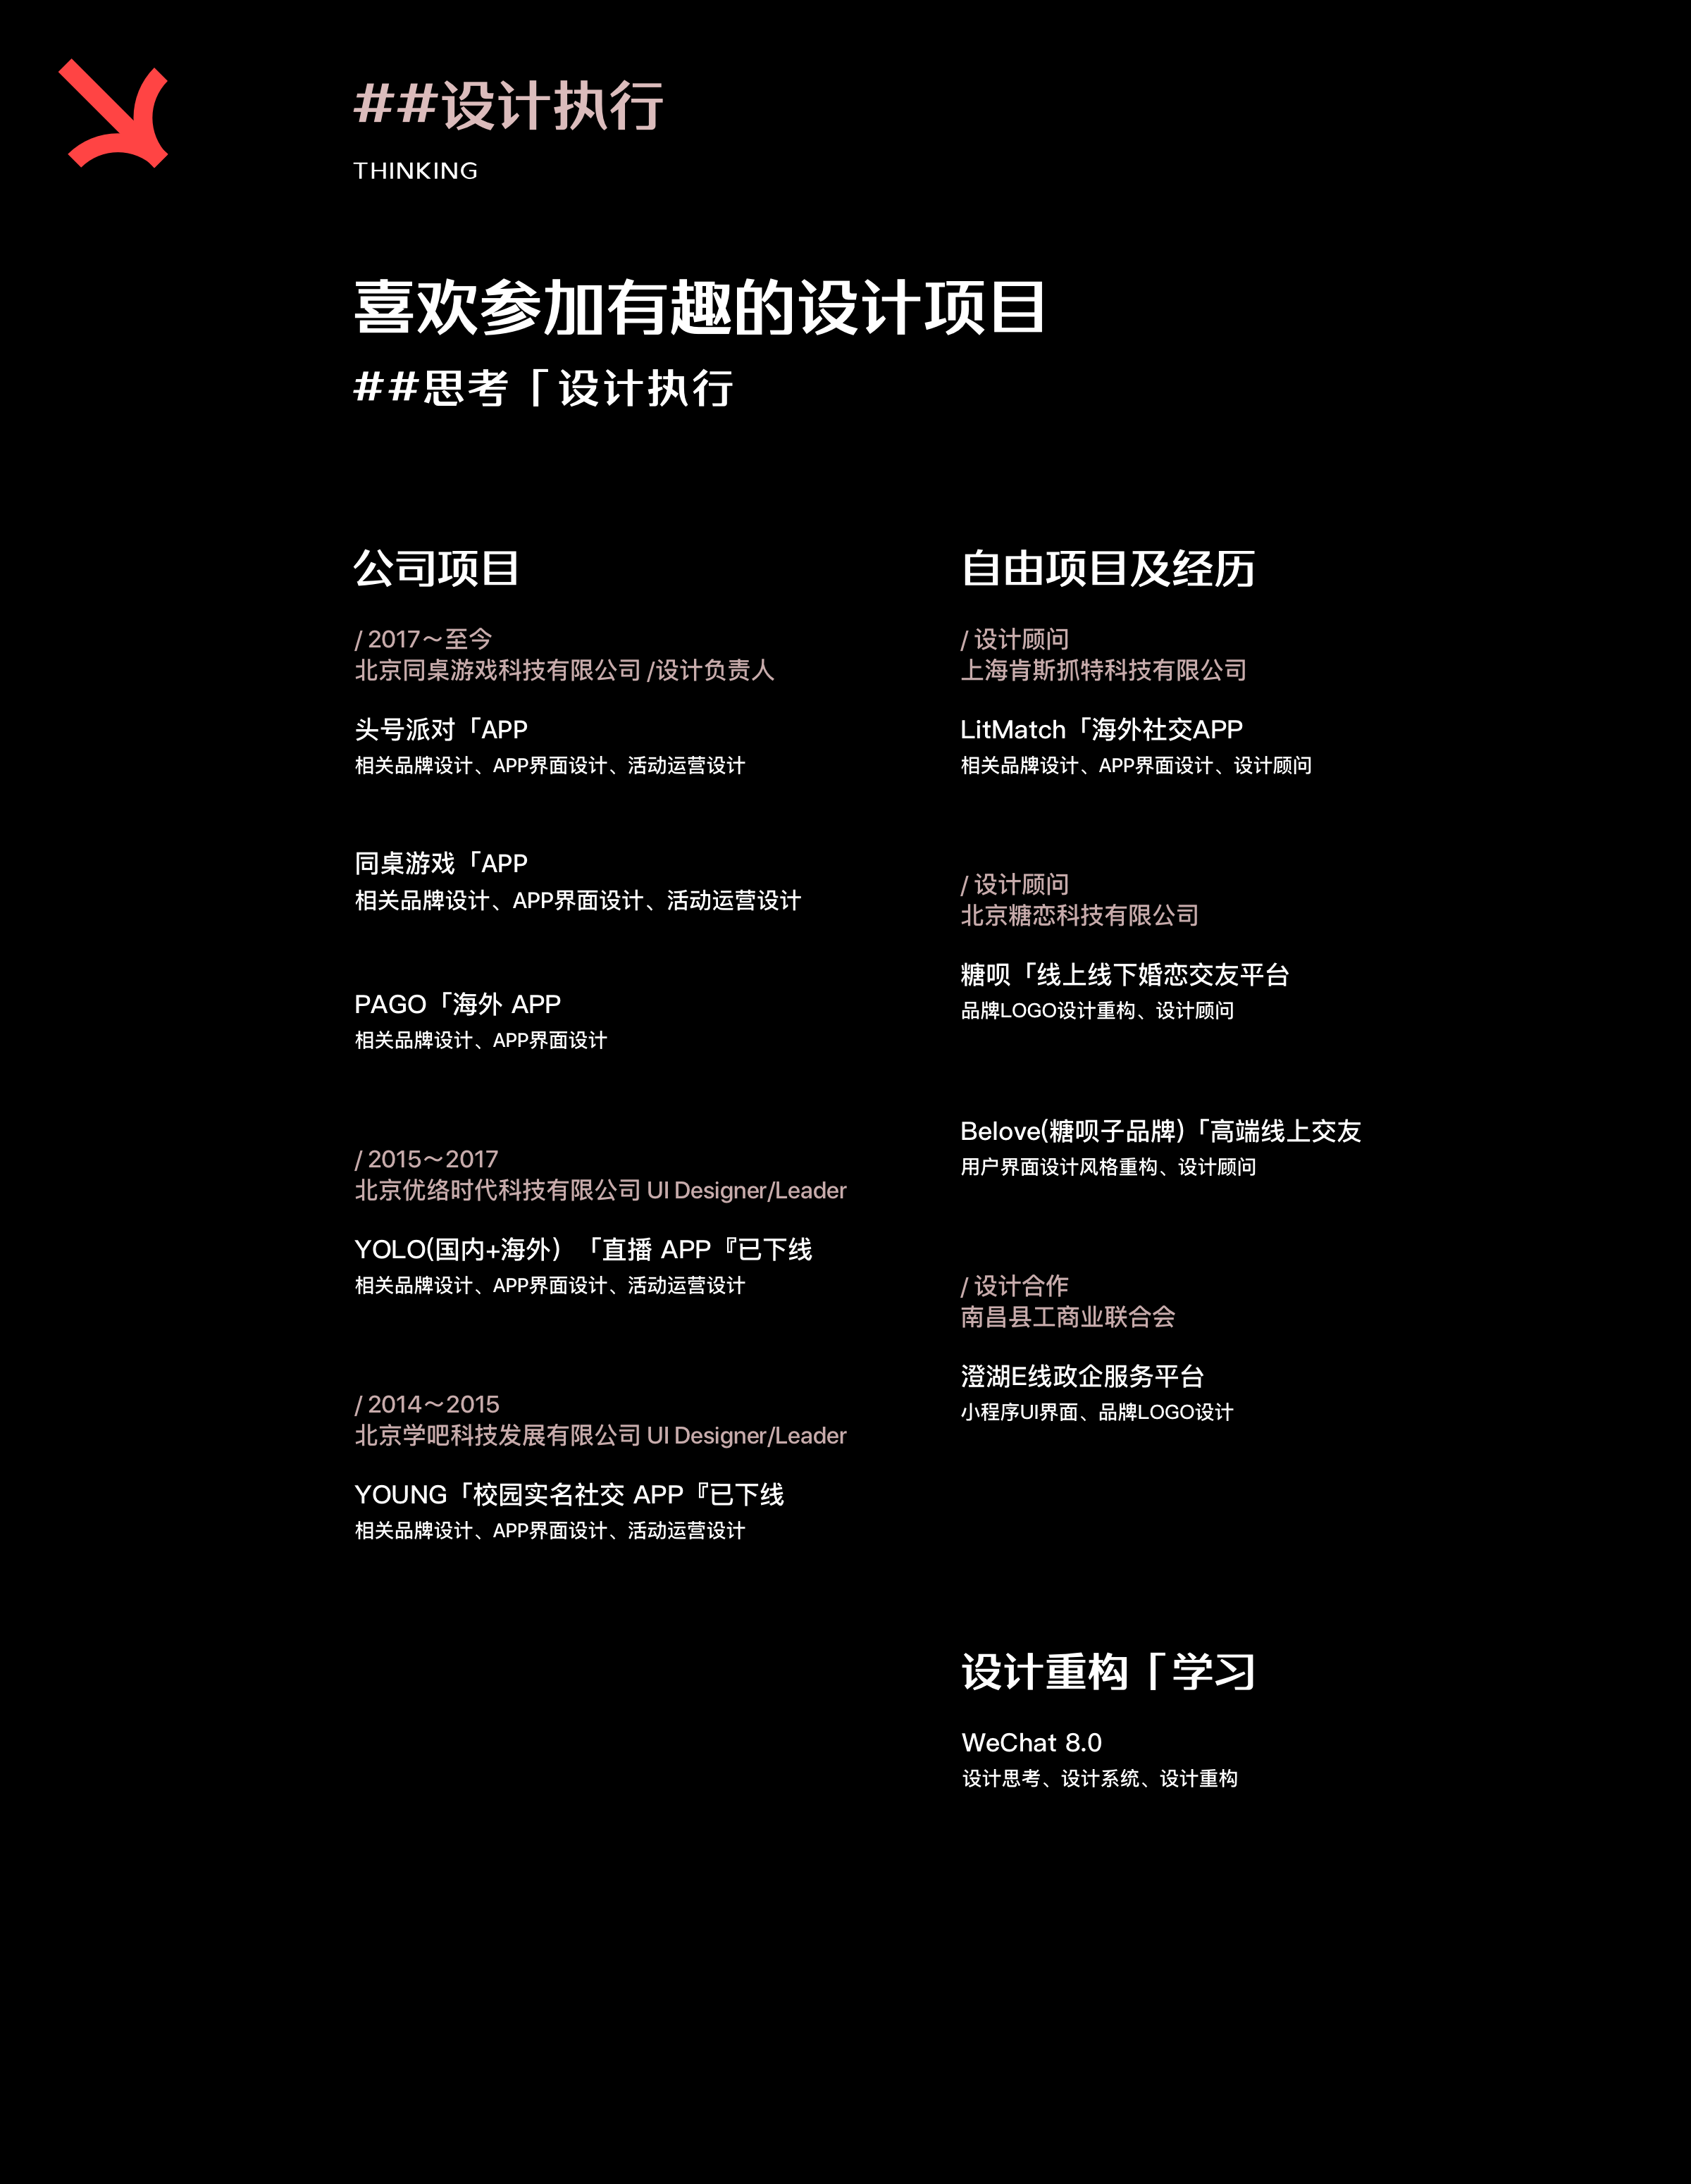 ##设计执行
THINKING
喜欢参加有趣的设计项目
##思考「设计执行
公司项目
/ 2017～至今
北京同桌游戏科技有限公司 /设计负责人
头号派对「APP
相关品牌设计、APP界面设计、活动运营设计
同桌游戏「APP
相关品牌设计、APP界面设计、活动运营设计
PAGO「海外 APP
相关品牌设计、APP界面设计
/ 2015～2017
北京优络时代科技有限公司 UI Designer/Leader
YOLO(国内+海外）「直播 APP『已下线
相关品牌设计、APP界面设计、活动运营设计
/ 2014～2015
北京学吧科技发展有限公司 UI Designer/Leader
YOUNG「校园实名社交 APP『已下线
相关品牌设计、APP界面设计、活动运营设计
自由项目及经历
/ 设计顾问
上海肯斯抓特科技有限公司
LitMatch「海外社交APP
相关品牌设计、APP界面设计、设计顾问
/ 设计顾问
北京糖恋科技有限公司
糖呗「线上线下婚恋交友平台
品牌LOGO设计重构、设计顾问
Belove(糖呗子品牌)「高端线上交友
用户界面设计风格重构、设计顾问
/ 设计合作
南昌县工商业联合会
澄湖E线政企服务平台
小程序UI界面、品牌LOGO设计
设计重构「学习
WeChat 8.0
设计思考、设计系统、设计重构